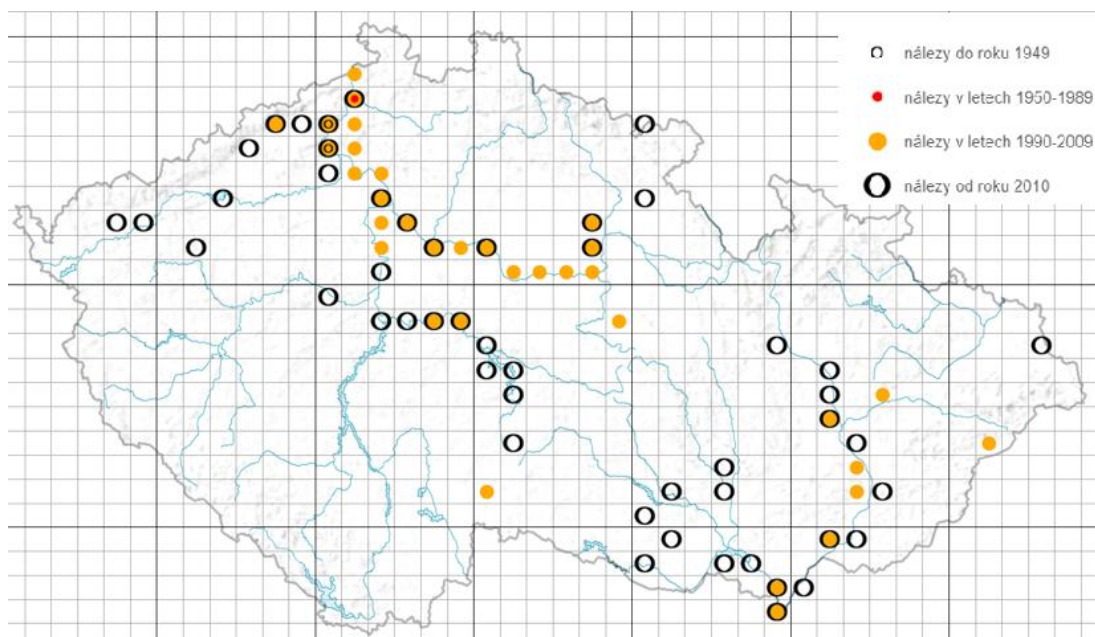 nálezy do roku 1949
nálezy v letech 1950-1989
nálezy v letech 1990-2009
nálezy od roku 2010